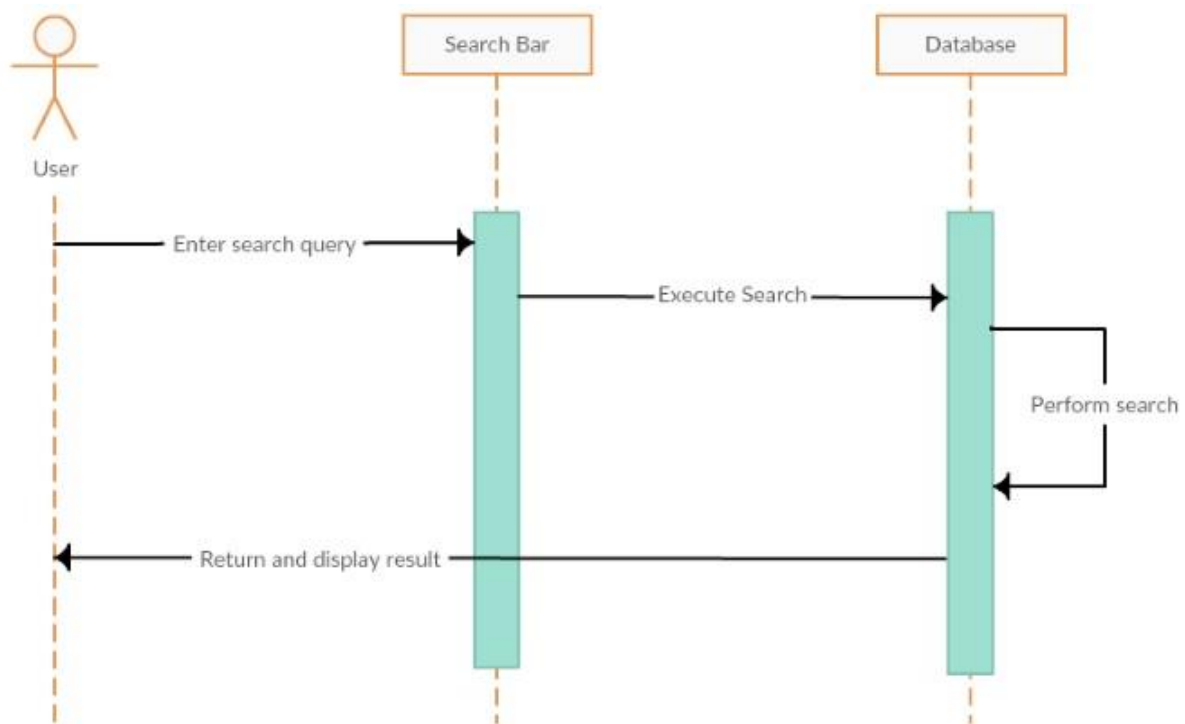 Search Bar
Database
User
Enter search query
Execute Search
Perform search
Return and display result